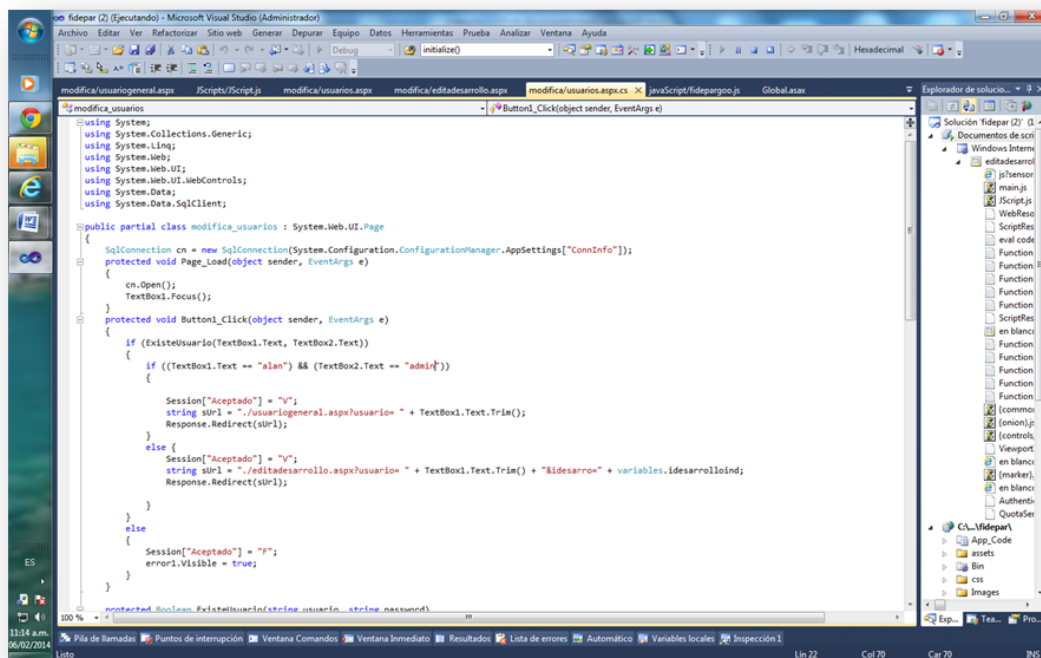 fidepar (2) (Ejecutando) - Microsoft Visual Studio (Administrador)
Archivo Editar Ver Refactorizar Sitio web Generar Depurar Equipo Datos Herramientas Prueba Analizar Ventana Ayuda
Debug initialize() Hexadecimal
modifica/usuariogeneral.aspx JScripts/JScript.js modifica/usuarios.aspx modifica/editadesarrollo.aspx modifica/usuarios.aspx.cs X javaScript/fidepargoo.js Global.asax
modifica_usuarios Button1_Click(object sender, EventArgs e)
using System;
using System.Collections.Generic;
using System.Linq;
using System.Web;
using System.Web.UI;
using System.Web.UI.WebControls;
using System.Data;
using System.Data.SqlClient;
public partial class modifica_usuarios : System.Web.UI.Page
{
SqlConnection cn = new SqlConnection(System.Configuration.ConfigurationManager.AppSettings["ConnInfo"]);
protected void Page_Load(object sender, EventArgs e)
{
cn.Open();
TextBox1.Focus();
}
protected void Button1_Click(object sender, EventArgs e)
{
if (ExisteUsuario(TextBox1.Text, TextBox2.Text))
{
if ((TextBox1.Text == "alan") && (TextBox2.Text == "admin"))
{
Session["Aceptado"] = "V";
string sUrl = "./usuariogeneral.aspx?usuario= " + TextBox1.Text.Trim();
Response.Redirect(sUrl);
}
else {
Session["Aceptado"] = "V";
string sUrl = "./editadesarrollo.aspx?usuario= " + TextBox1.Text.Trim() + "&idesarro=" + variables.idesarrolloind;
Response.Redirect(sUrl);
}
}
else
{
Session["Aceptado"] = "F";
error1.Visible = true;
}
}
protected Boolean ExisteUsuario(string usuario, string password)
100 %
Explorador de solucio...
Solución 'fidepar (2)' (1
Documentos de scri
Windows Interne
editadesarrol
js?sensor
main.js
JScript.js
WebReso
ScriptRes
eval code
Function
Function
Function
Function
Function
ScriptRes
en blanco
Function
Function
Function
Function
Function
{commo
{onion}.js
{controls,
Viewport
en blanco
{marker}.
en blanco
Authenti
QuotaSer
C:\...\fidepar\
App_Code
assets
Bin
css
Images
Exp... Tea... Pro...
Pila de llamadas Puntos de interrupción Ventana Comandos Ventana Inmediato Resultados Lista de errores Automático Variables locales Inspección 1
Listo Lín 22 Col 70 Car 70 INS
ES
11:14 a.m.
06/02/2014